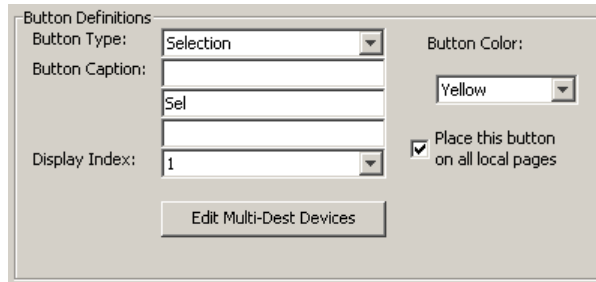 Button Definitions
Button Type:
Selection
Button Color:
Button Caption:
Yellow
Sel
Place this button
on all local pages
Display Index:
1
Edit Multi-Dest Devices